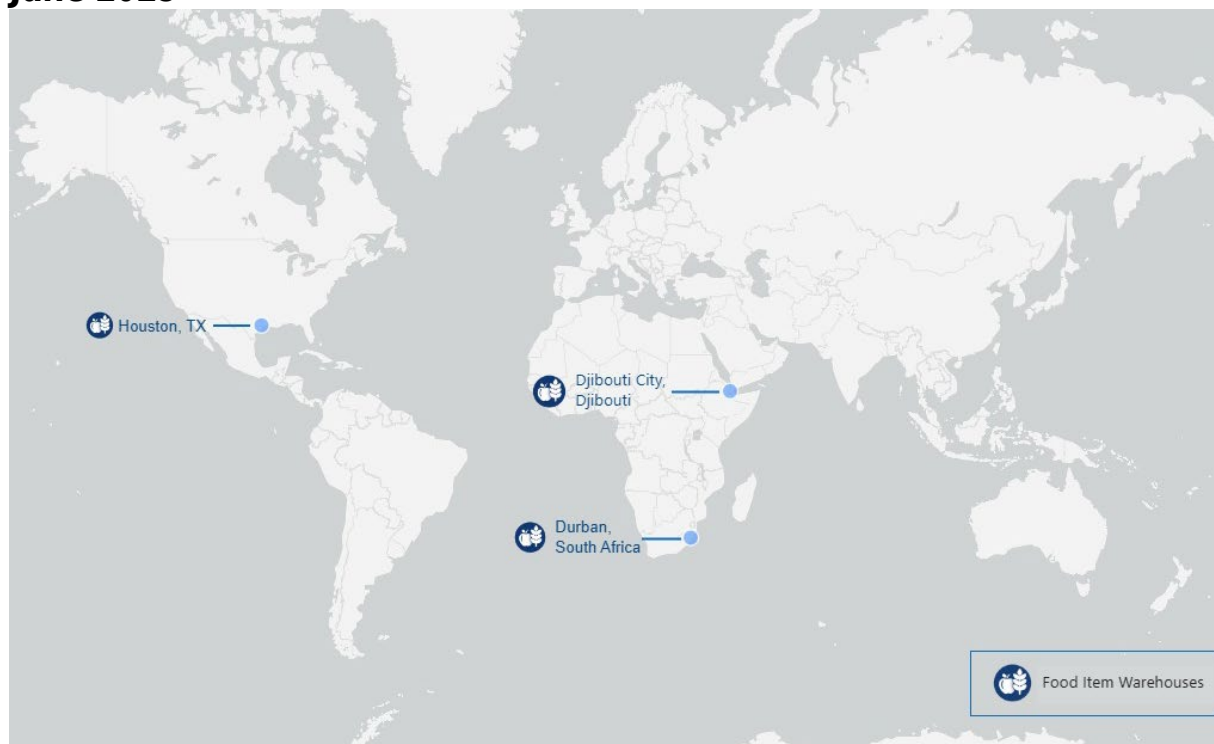 Houston, TX
Djibouti City,
Djibouti
Durban,
South Africa
Food Item Warehouses